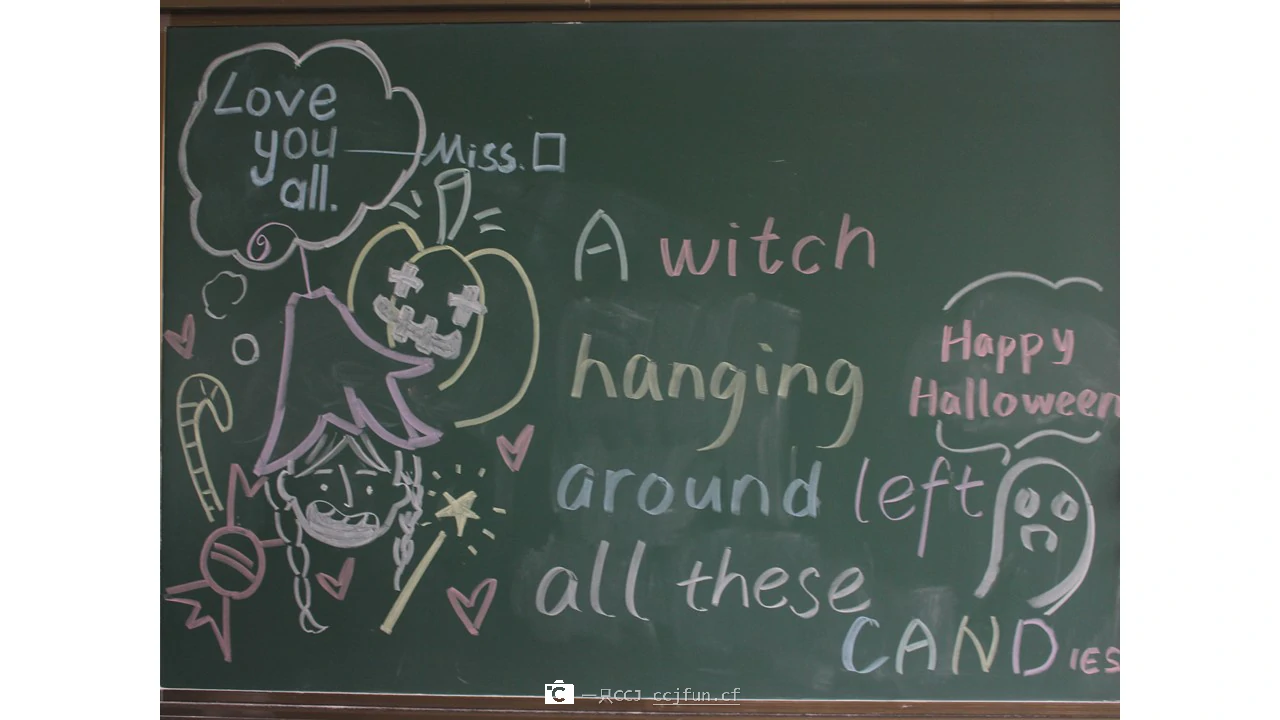 Love
you
all.
Miss. □
A witch
hanging
around left
all these
CANDIES
Happy
Halloween
一只CCJ ccjfun.cf